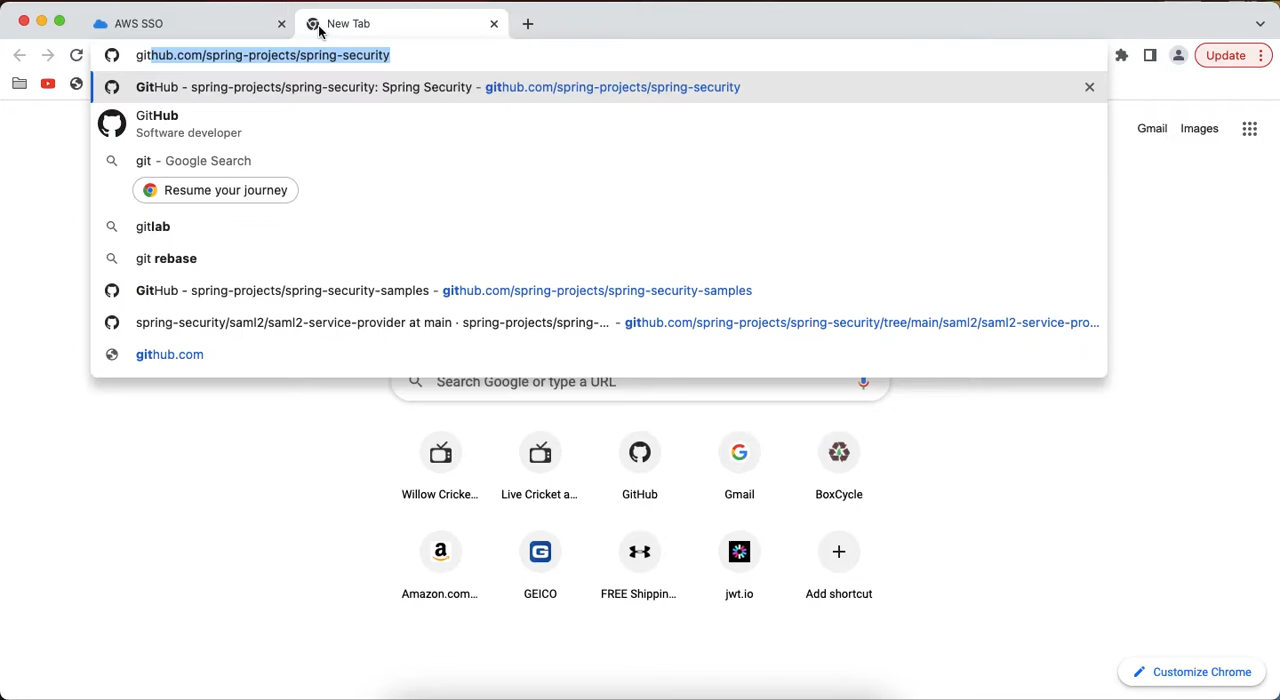 AWS SSO
New Tab
github.com/spring-projects/spring-security
Update
GitHub - spring-projects/spring-security: Spring Security - github.com/spring-projects/spring-security
GitHub
Software developer
git - Google Search
Resume your journey
gitlab
git rebase
GitHub - spring-projects/spring-security-samples - github.com/spring-projects/spring-security-samples
spring-security/saml2/saml2-service-provider at main · spring-projects/spring-... - github.com/spring-projects/spring-security/tree/main/saml2/saml2-service-pro...
github.com
Gmail Images
Search Google or type a URL
Willow Cricke... Live Cricket a... GitHub Gmail BoxCycle
Amazon.com... GEICO FREE Shippin... jwt.io Add shortcut
Customize Chrome